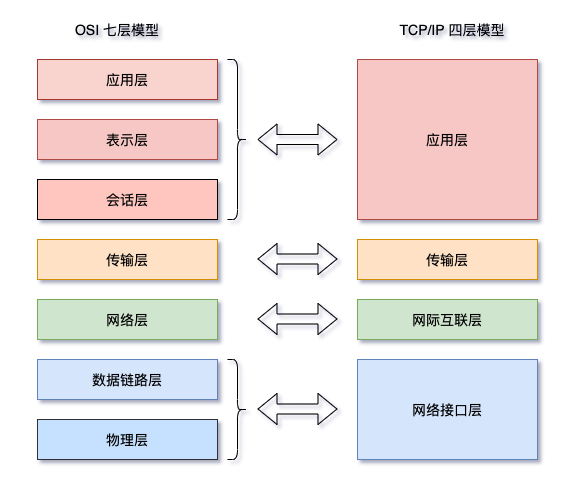 OSI 七层模型
TCP/IP 四层模型
应用层
表示层
会话层
应用层
传输层
传输层
网络层
网际互联层
数据链路层
物理层
网络接口层